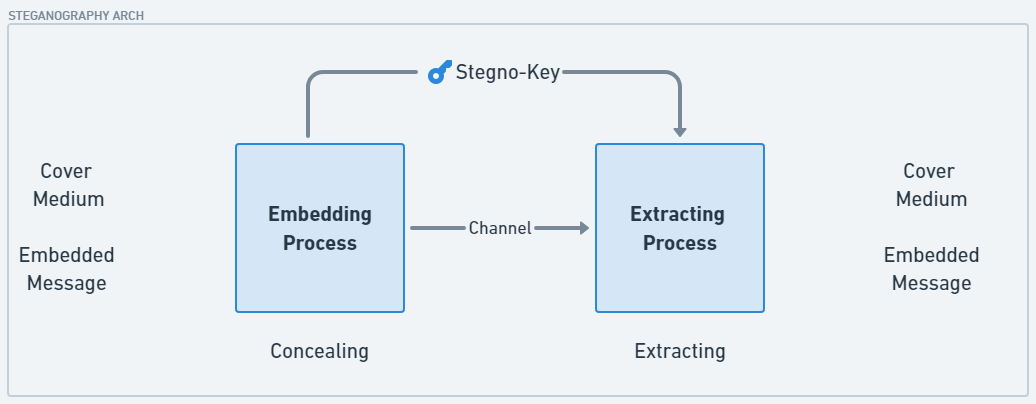 STEGANOGRAPHY ARCH
Stegno-Key
Cover
Medium
Embedded
Message
Embedding
Process
Channel
Extracting
Process
Cover
Medium
Embedded
Message
Concealing
Extracting